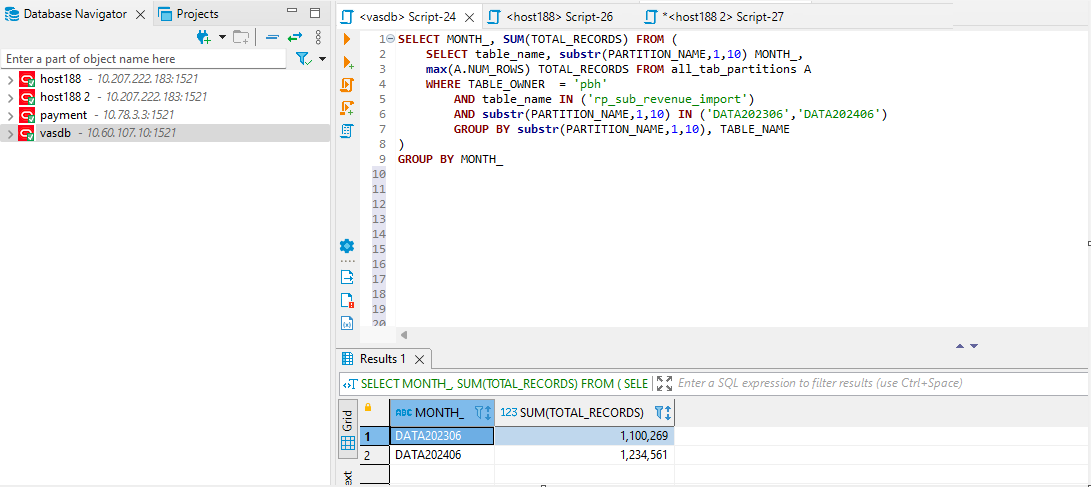 Database Navigator
Projects
Enter a part of object name here
host188 - 10.207.222.183:1521
host188 2 - 10.207.222.183:1521
payment - 10.78.3.3:1521
vasdb - 10.60.107.10:1521
<vasdb> Script-24
<host188> Script-26
*<host188 2> Script-27
1 SELECT MONTH_, SUM(TOTAL_RECORDS) FROM (
2 SELECT table_name, substr(PARTITION_NAME,1,10) MONTH_,
3 max(A.NUM_ROWS) TOTAL_RECORDS FROM all_tab_partitions A
4 WHERE TABLE_OWNER = 'pbh'
5 AND table_name IN ('rp_sub_revenue_import')
6 AND substr(PARTITION_NAME,1,10) IN ('DATA202306','DATA202406')
7 GROUP BY substr(PARTITION_NAME,1,10), TABLE_NAME
8 )
9 GROUP BY MONTH_
10
11
12
13
14
15
16
17
18
19
20
Results 1
SELECT MONTH_, SUM(TOTAL_RECORDS) FROM ( SELE
Enter a SQL expression to filter results (use Ctrl+Space)
Grid
ext
ABC MONTH_
123 SUM(TOTAL_RECORDS)
1 DATA202306 1,100,269
2 DATA202406 1,234,561